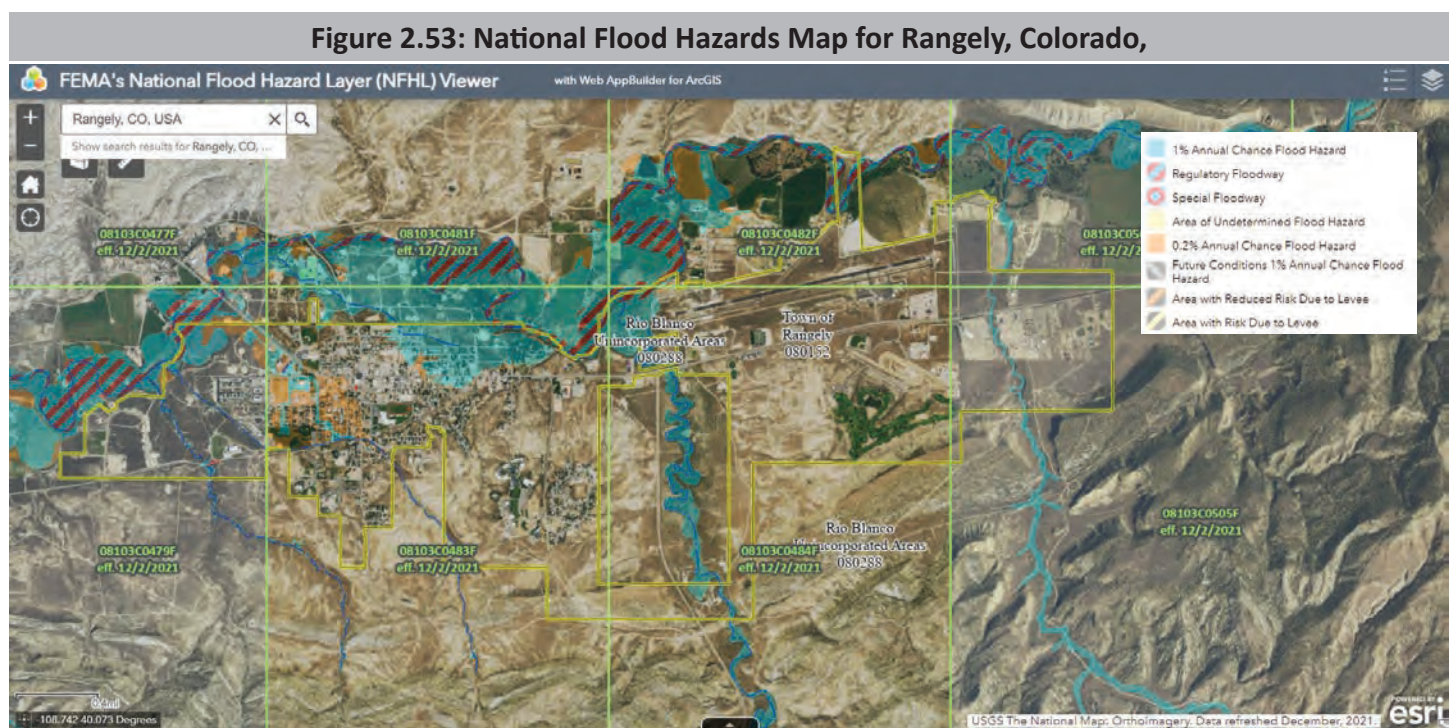 Figure 2.53: National Flood Hazards Map for Rangely, Colorado,
FEMA's National Flood Hazard Layer (NFHL) Viewer
with Web AppBuilder for ArcGIS
+
Rangely, CO, USA
Show search results for Rangely, CO, ...
−
1% Annual Chance Flood Hazard
Regulatory Floodway
Special Floodway
Area of Undetermined Flood Hazard
0.2% Annual Chance Flood Hazard
Future Conditions 1% Annual Chance Flood
Hazard
Area with Reduced Risk Due to Levee
Area with Risk Due to Levee
08103C0477F
eff. 12/2/2021
08103C0481F
eff. 12/2/2021
08103C0482F
eff. 12/2/2021
08103C05
eff. 12/2
Rio Blanco
Unincorporated Areas
080288
Town of
Rangely
080152
08103C0479F
eff. 12/2/2021
08103C0483F
eff. 12/2/2021
08103C0484F
eff. 12/2/2021
Rio Blanco
Unincorporated Areas
080288
08103C0505F
eff. 12/2/2021
-108.742 40.073 Degrees
USGS The National Map: Orthoimagery. Data refreshed December, 2021.
POWERED BY
esri